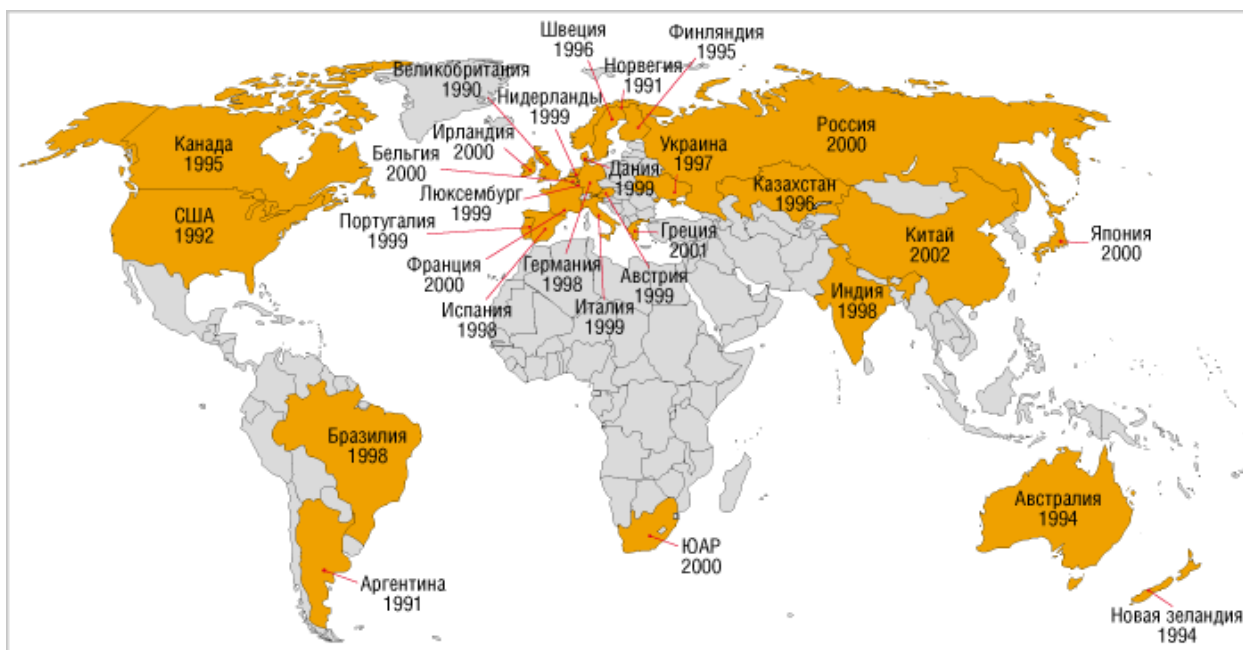 Швеция
1996
Финляндия
1995
Великобритания
1990
Норвегия
1991
Нидерланды
1999
Ирландия
2000
Бельгия
2000
Люксембург
1999
Португалия
1999
Франция
2000
Испания
1998
Германия
1998
Италия
1999
Австрия
1999
Греция
2001
Дания
1999
Украина
1997
Россия
2000
Казахстан
1996
Китай
2002
Япония
2000
Индия
1998
Канада
1995
США
1992
Бразилия
1998
Аргентина
1991
ЮАР
2000
Австралия
1994
Новая зеландия
1994